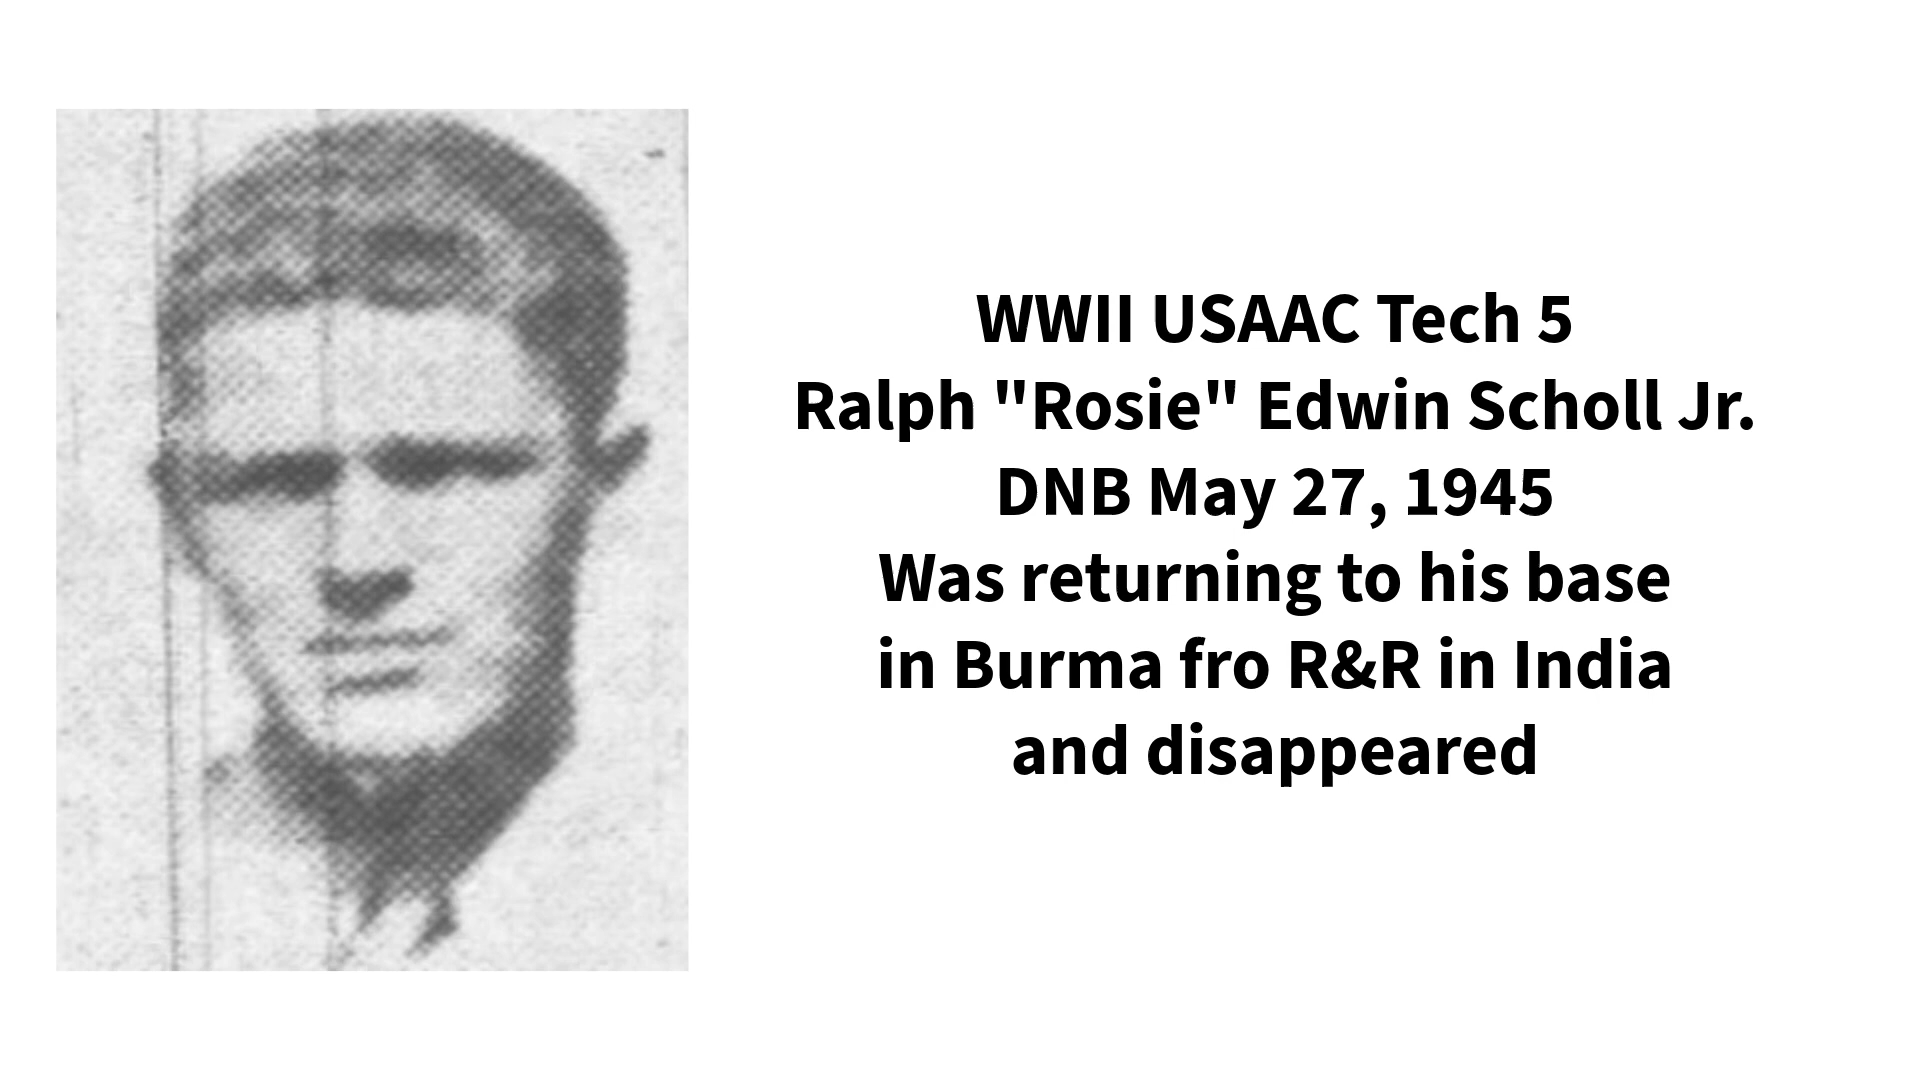 WWII USAAC Tech 5
Ralph "Rosie" Edwin Scholl Jr.
DNB May 27, 1945
Was returning to his base
in Burma fro R&R in India
and disappeared